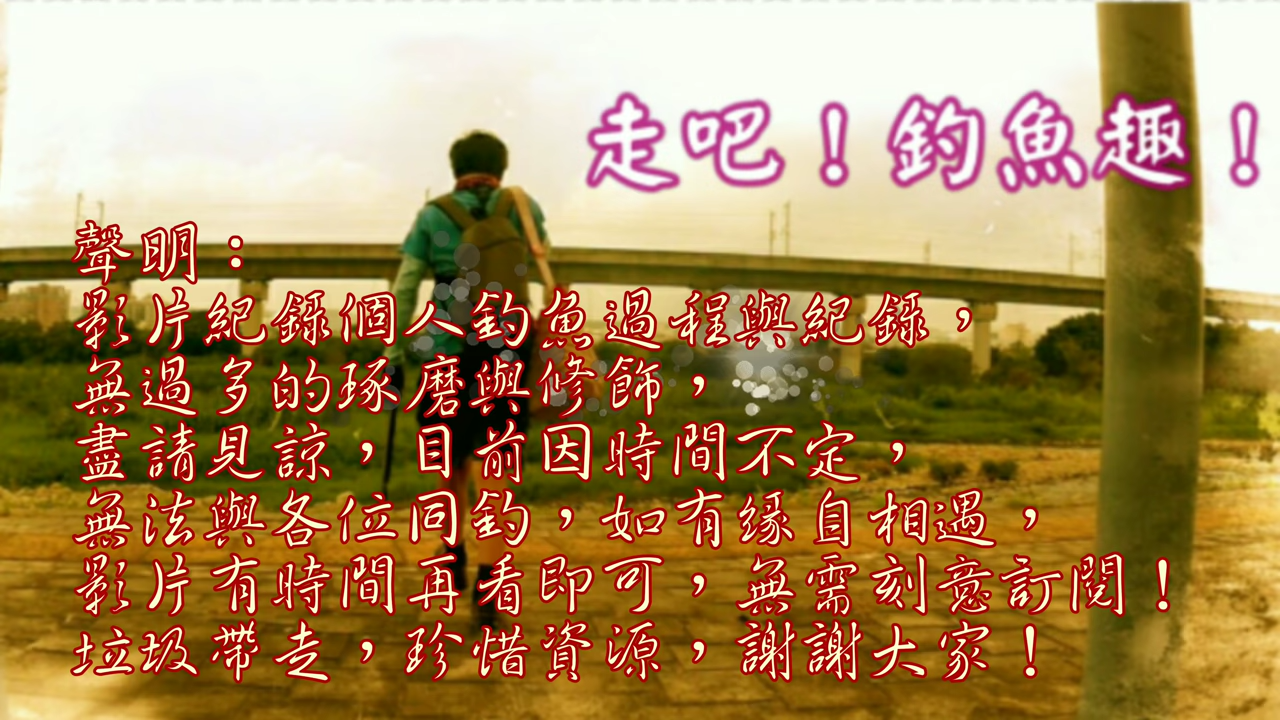 走吧！釣魚趣！
聲明：
影片紀錄個人釣魚過程與紀錄，
無過多的琢磨與修飾，
盡請見諒，目前因時間不定，
無法與各位同釣，如有緣自相遇，
影片有時間再看即可，無需刻意訂閱！
垃圾帶走，珍惜資源，謝謝大家！